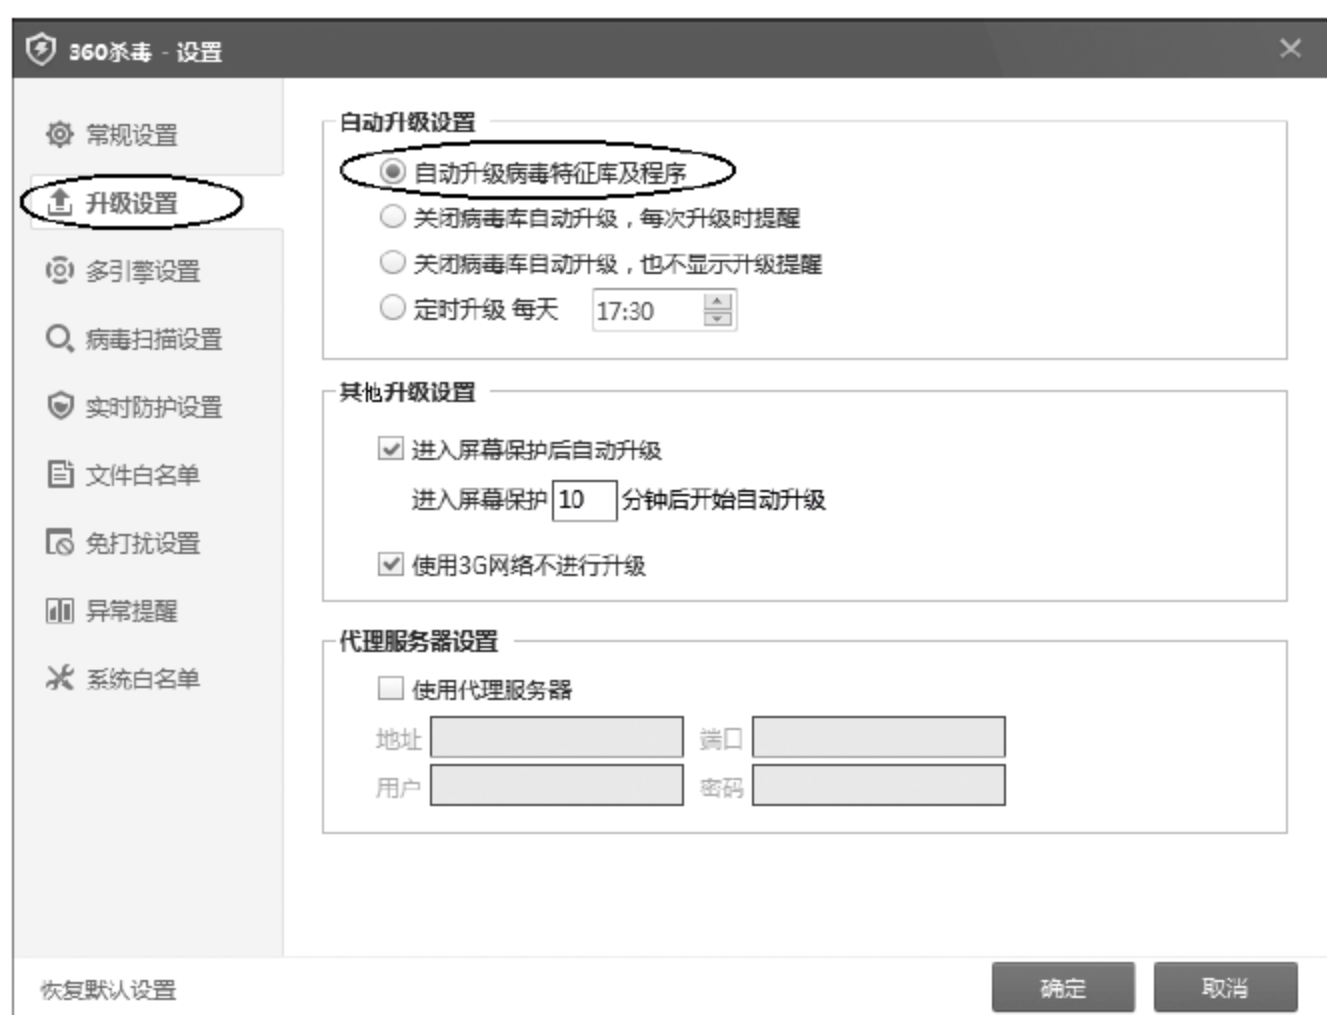 360杀毒 - 设置
常规设置
升级设置
多引擎设置
病毒扫描设置
实时防护设置
文件白名单
免打扰设置
异常提醒
系统白名单
自动升级设置
自动升级病毒特征库及程序
关闭病毒库自动升级，每次升级时提醒
关闭病毒库自动升级，也不显示升级提醒
定时升级 每天 17:30
其他升级设置
进入屏幕保护后自动升级
进入屏幕保护 10 分钟后开始自动升级
使用3G网络不进行升级
代理服务器设置
使用代理服务器
地址 端口
用户 密码
恢复默认设置 确定 取消